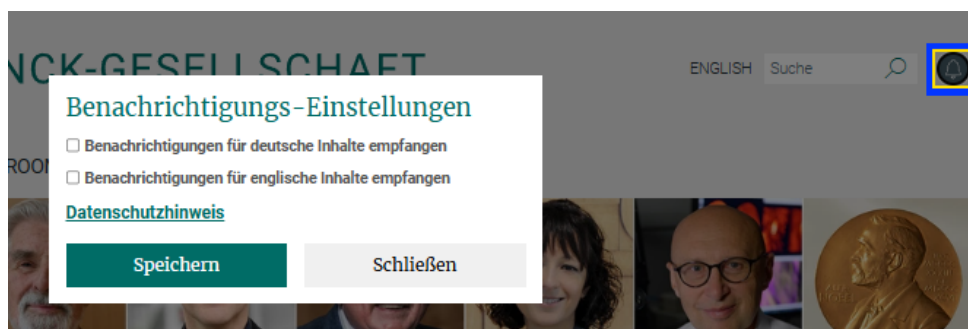 NCK-GESELLSCHAFT
ENGLISH Suche
Benachrichtigungs-Einstellungen
Benachrichtigungen für deutsche Inhalte empfangen
Benachrichtigungen für englische Inhalte empfangen
Datenschutzhinweis
Speichern Schließen